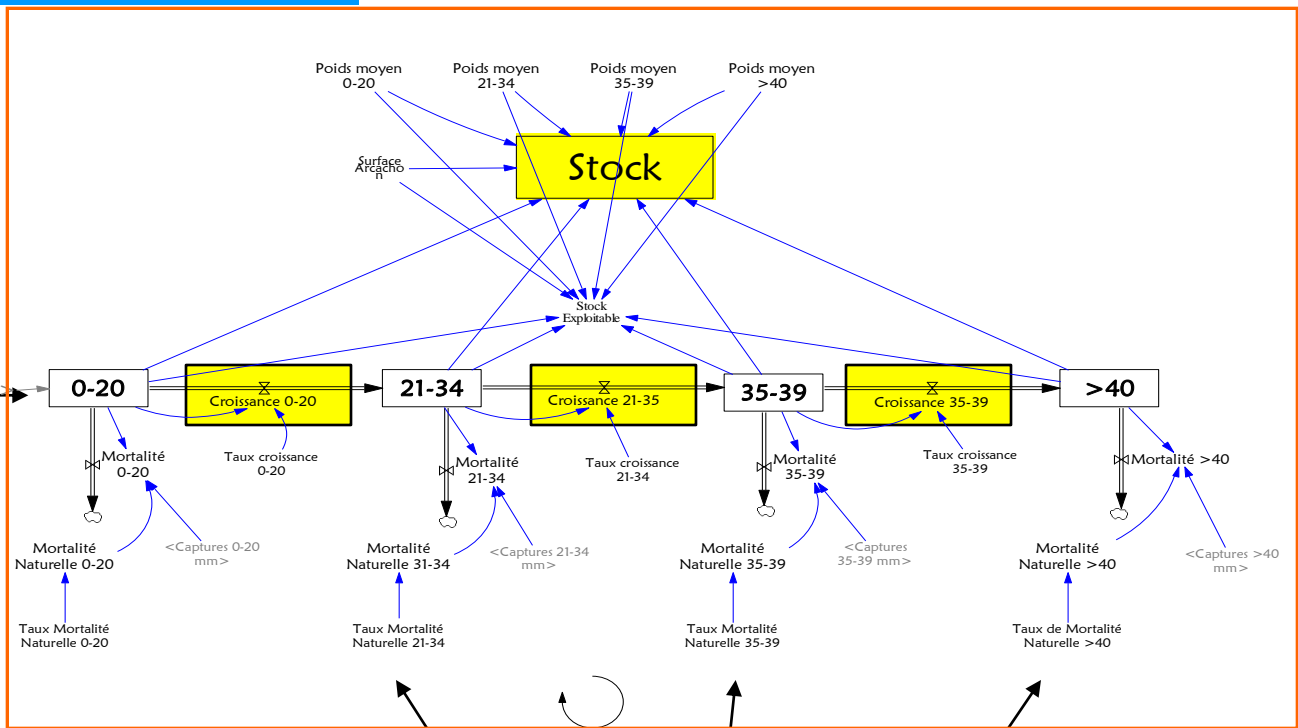 Poids moyen
0-20
Poids moyen
21-34
Poids moyen
35-39
Poids moyen
>40
Stock
Surface
Arcacho
n
Stock
Exploitable
0-20
Croissance 0-20
21-34
Croissance 21-35
35-39
Croissance 35-39
>40
Mortalité
0-20
Taux croissance
0-20
Mortalité
21-34
Taux croissance
21-34
Mortalité
35-39
Taux croissance
35-39
Mortalité >40
Mortalité
Naturelle 0-20
<Captures 0-20
mm>
Mortalité
Naturelle 31-34
<Captures 21-34
mm>
Mortalité
Naturelle 35-39
<Captures
35-39 mm>
Mortalité
Naturelle >40
<Captures >40
mm>
Taux Mortalité
Naturelle 0-20
Taux Mortalité
Naturelle 21-34
Taux Mortalité
Naturelle 35-39
Taux de Mortalité
Naturelle >40